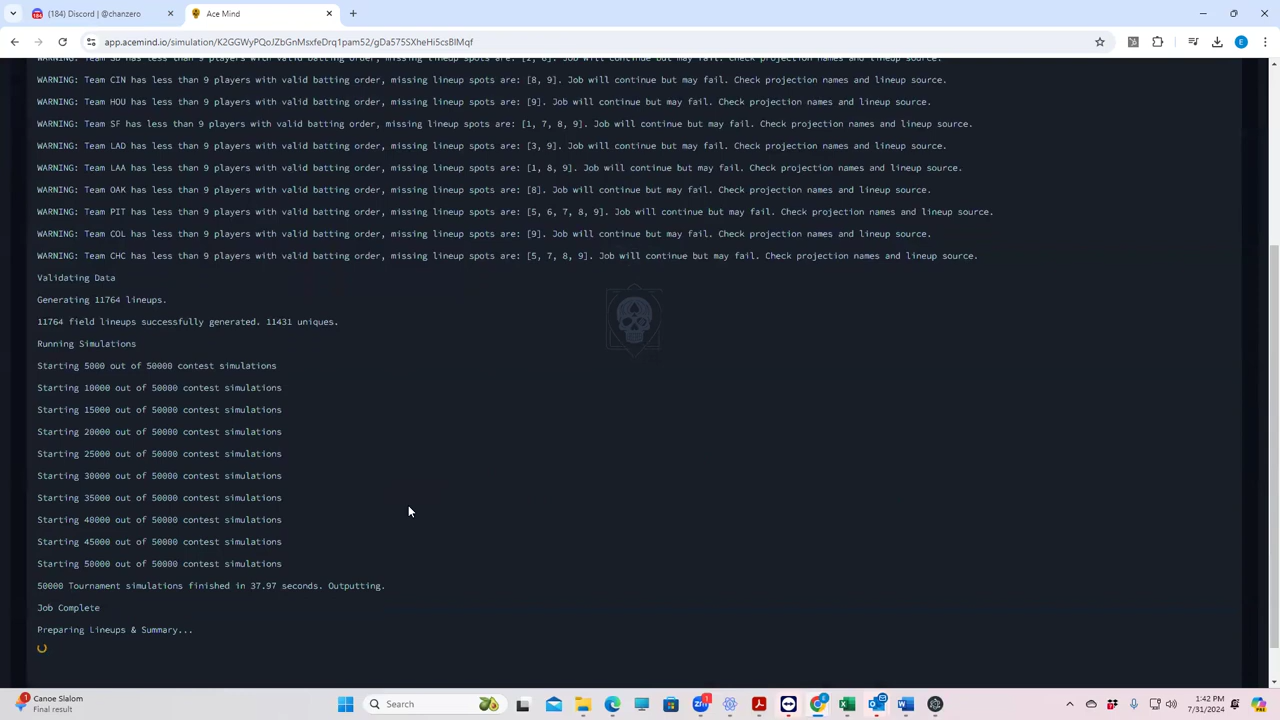 (184) Discord | @chanzero
Ace Mind
app.acemind.io/simulation/K2GGWyPQoJZbGnMsxfeDrq1pam52/gDa575SXheHi5csBlMqf
E
WARNING: Team CIN has less than 9 players with valid batting order, missing lineup spots are: [8, 9]. Job will continue but may fail. Check projection names and lineup source.
WARNING: Team HOU has less than 9 players with valid batting order, missing lineup spots are: [9]. Job will continue but may fail. Check projection names and lineup source.
WARNING: Team SF has less than 9 players with valid batting order, missing lineup spots are: [1, 7, 8, 9]. Job will continue but may fail. Check projection names and lineup source.
WARNING: Team LAD has less than 9 players with valid batting order, missing lineup spots are: [3, 9]. Job will continue but may fail. Check projection names and lineup source.
WARNING: Team LAA has less than 9 players with valid batting order, missing lineup spots are: [1, 8, 9]. Job will continue but may fail. Check projection names and lineup source.
WARNING: Team OAK has less than 9 players with valid batting order, missing lineup spots are: [8]. Job will continue but may fail. Check projection names and lineup source.
WARNING: Team PIT has less than 9 players with valid batting order, missing lineup spots are: [5, 6, 7, 8, 9]. Job will continue but may fail. Check projection names and lineup source.
WARNING: Team COL has less than 9 players with valid batting order, missing lineup spots are: [9]. Job will continue but may fail. Check projection names and lineup source.
WARNING: Team CHC has less than 9 players with valid batting order, missing lineup spots are: [5, 7, 8, 9]. Job will continue but may fail. Check projection names and lineup source.
Validating Data
Generating 11764 lineups.
11764 field lineups successfully generated. 11431 uniques.
Running Simulations
Starting 5000 out of 50000 contest simulations
Starting 10000 out of 50000 contest simulations
Starting 15000 out of 50000 contest simulations
Starting 20000 out of 50000 contest simulations
Starting 25000 out of 50000 contest simulations
Starting 30000 out of 50000 contest simulations
Starting 35000 out of 50000 contest simulations
Starting 40000 out of 50000 contest simulations
Starting 45000 out of 50000 contest simulations
Starting 50000 out of 50000 contest simulations
50000 Tournament simulations finished in 37.97 seconds. Outputting.
Job Complete
Preparing Lineups & Summary...
Canoe Slalom
Final result
Search
1:42 PM
7/31/2024